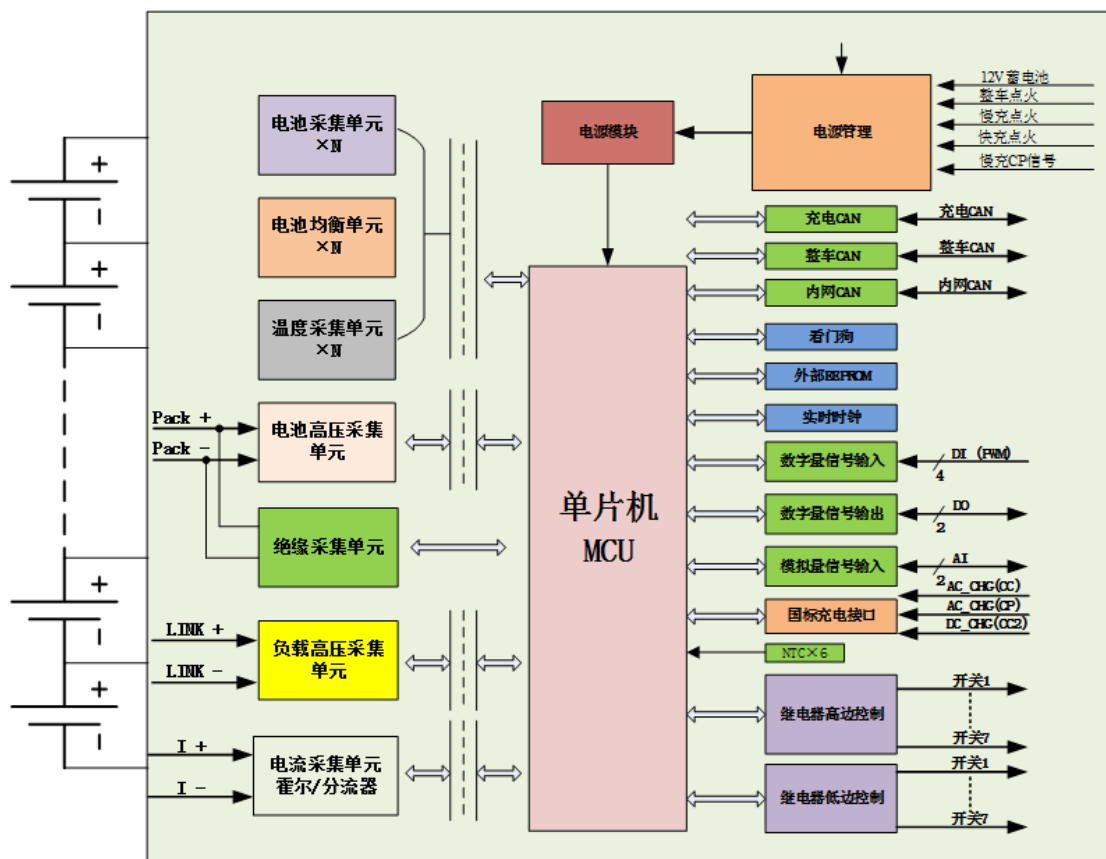 12V蓄电池
整车点火
慢充点火
快充点火
慢充CP信号
电源管理
电源模块
电池采集单元
×N
电池均衡单元
×N
温度采集单元
×N
+
+
+
+
Pack +
Pack -
电池高压采集
单元
绝缘采集单元
LINK +
LINK -
负载高压采集
单元
I +
I -
电流采集单元
霍尔/分流器
单片机
MCU
充电CAN
充电CAN
整车CAN
整车CAN
内网CAN
内网CAN
看门狗
外部EEPROM
实时时钟
数字量信号输入
DI (PWM)
4
数字量信号输出
DO
2
模拟量信号输入
AI
2
AC_CHG(CC)
国标充电接口
AC_CHG(CP)
DC_CHG(CC2)
NTC×6
继电器高边控制
开关1
开关7
继电器低边控制
开关1
开关7